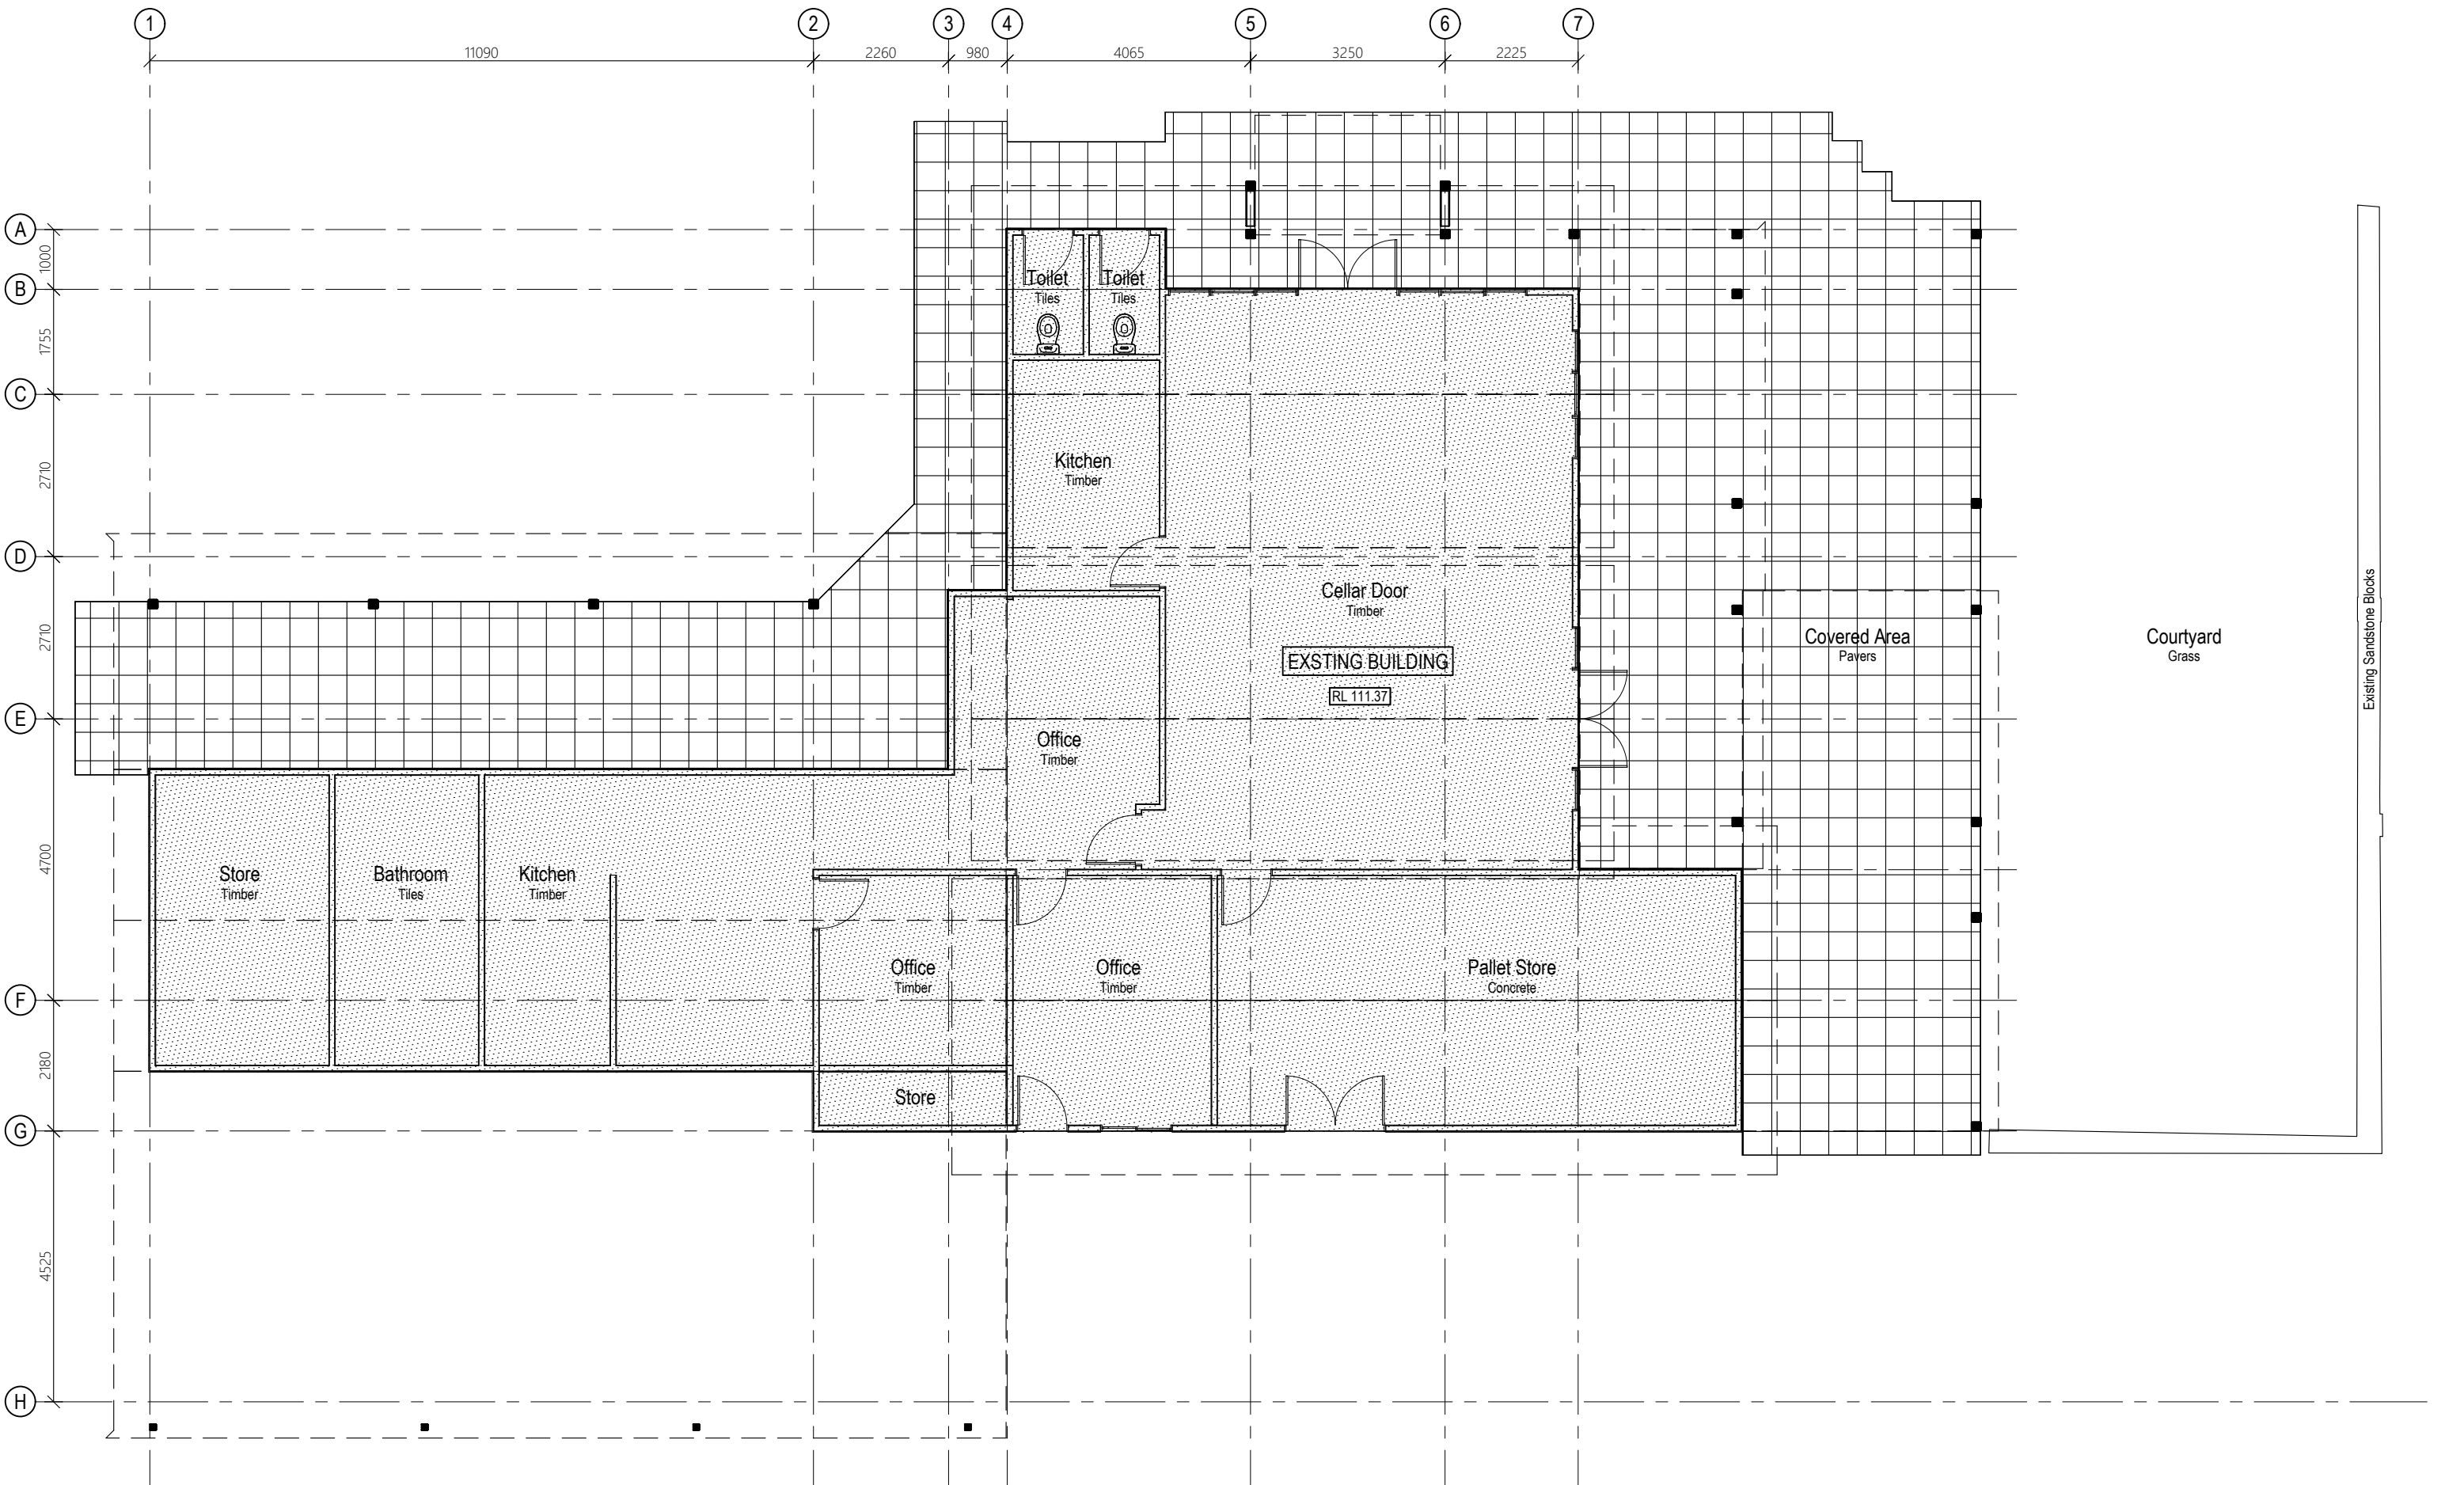 1 2 3 4 5 6 7
11090 2260 980 4065 3250 2225
A
1000
B
1755
C
2710
D
2710
E
4700
F
2180
G
4525
H
Toilet
Tiles
Toilet
Tiles
Kitchen
Timber
Cellar Door
Timber
EXSTING BUILDING
RL 111.37
Covered Area
Pavers
Courtyard
Grass
Existing Sandstone Blocks
Office
Timber
Store
Timber
Bathroom
Tiles
Kitchen
Timber
Office
Timber
Office
Timber
Pallet Store
Concrete
Store